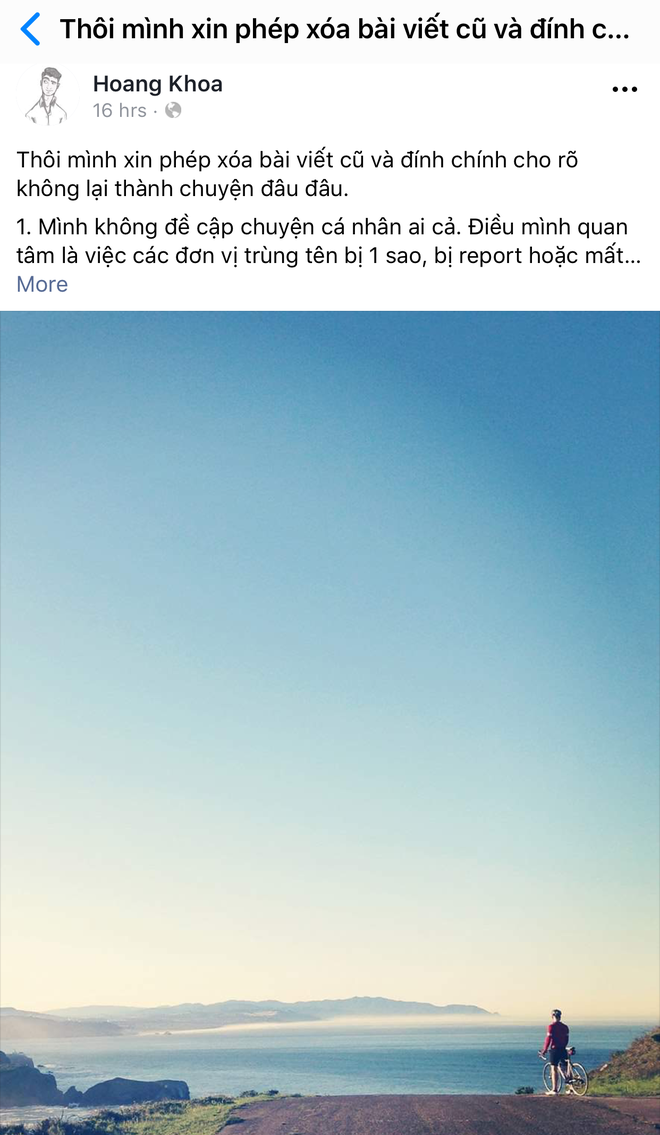 Thôi mình xin phép xóa bài viết cũ và đính c...
Hoang Khoa
16 hrs ·
Thôi mình xin phép xóa bài viết cũ và đính chính cho rõ
không lại thành chuyện đâu đâu.
1. Mình không đề cập chuyện cá nhân ai cả. Điều mình quan
tâm là việc các đơn vị trùng tên bị 1 sao, bị report hoặc mất...
More